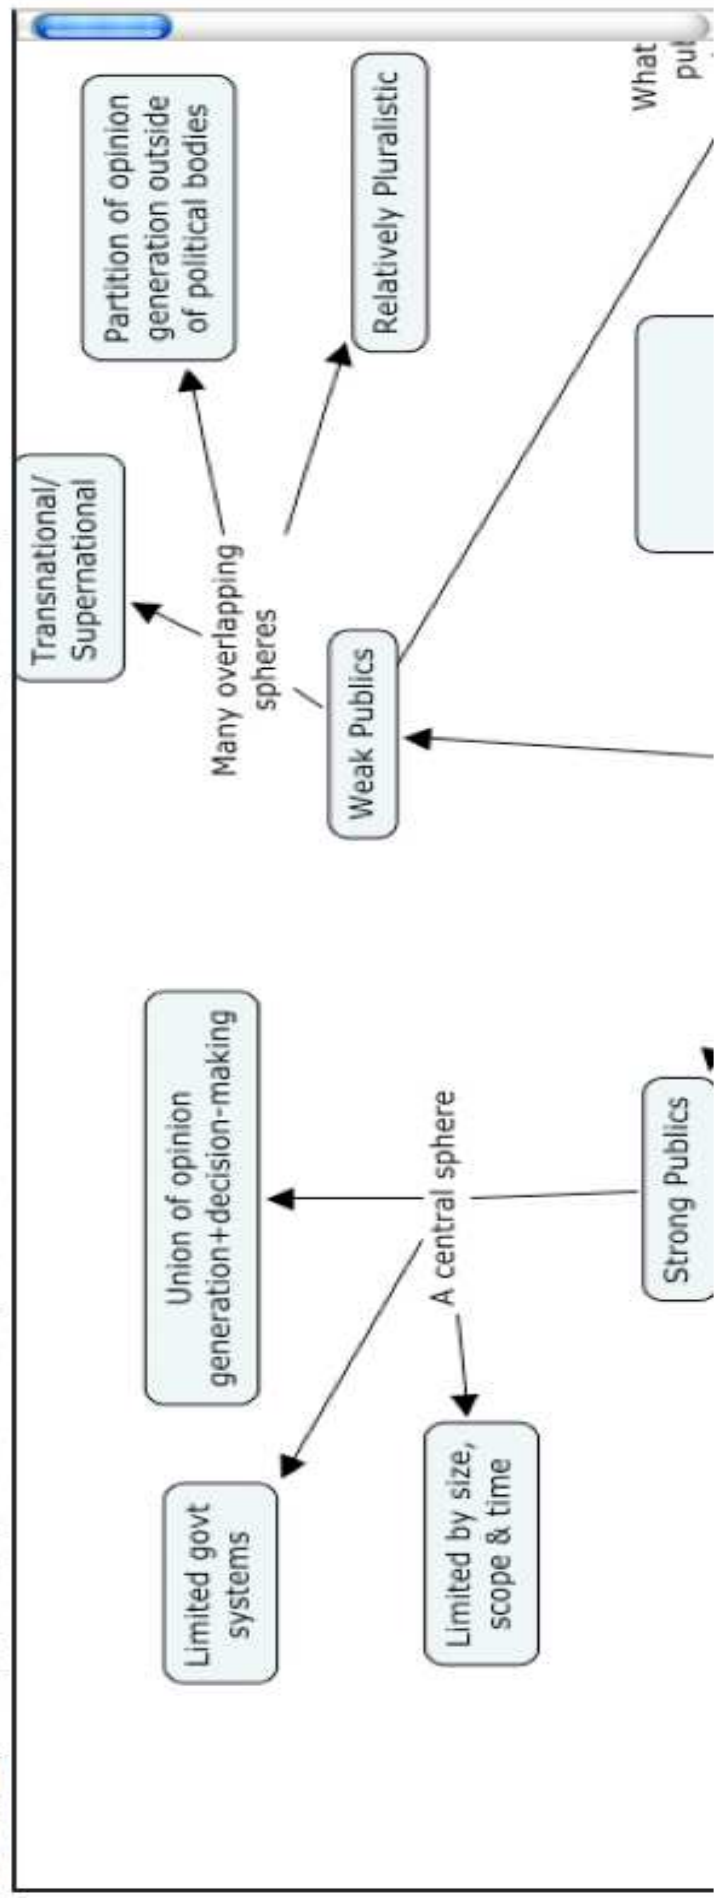 Limited govt
systems
Union of opinion
generation+decision-making
A central sphere
Limited by size,
scope & time
Strong Publics
Transnational/
Supernational
Partition of opinion
generation outside
of political bodies
Many overlapping
spheres
Relatively Pluralistic
Weak Publics
What